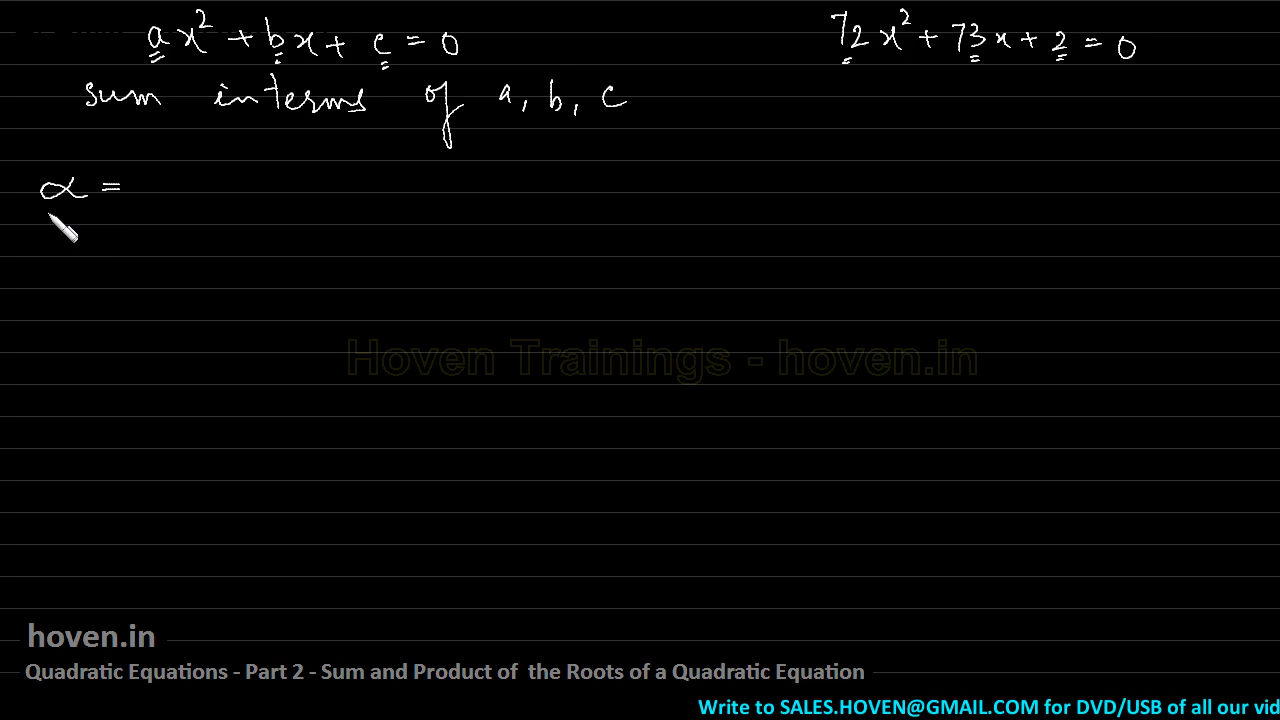 ax² + bx + c = 0
72x² + 73x + 2 = 0
sum in terms of a, b, c
α =
Hoven Trainings - hoven.in
hoven.in
Quadratic Equations - Part 2 - Sum and Product of the Roots of a Quadratic Equation
Write to SALES.HOVEN@GMAIL.COM for DVD/USB of all our vid